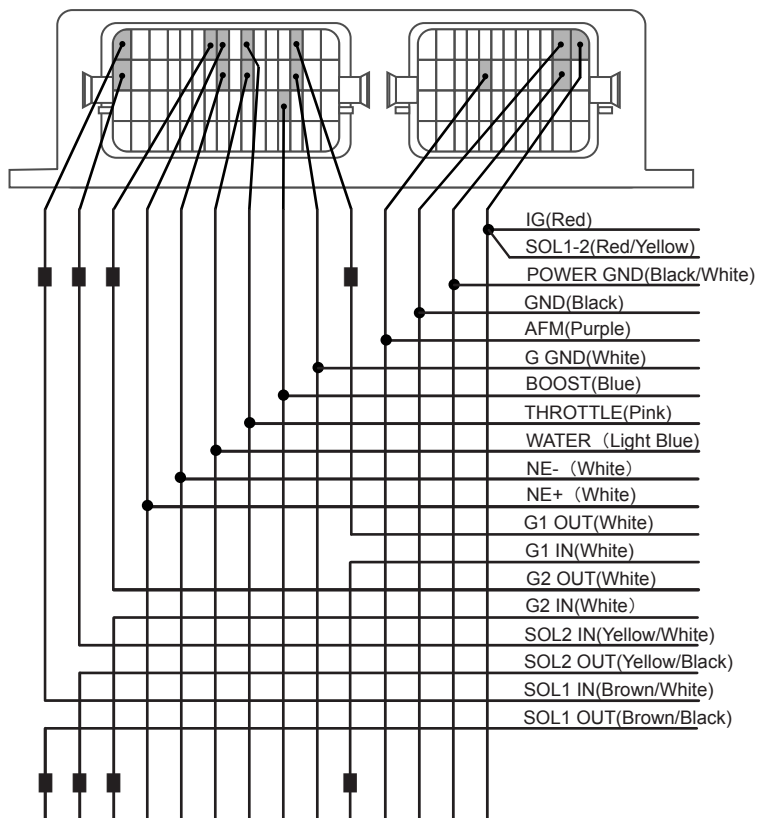 IG(Red)
SOL1-2(Red/Yellow)
POWER GND(Black/White)
GND(Black)
AFM(Purple)
G GND(White)
BOOST(Blue)
THROTTLE(Pink)
WATER（Light Blue)
NE-（White）
NE+（White)
G1 OUT(White)
G1 IN(White)
G2 OUT(White)
G2 IN(White）
SOL2 IN(Yellow/White)
SOL2 OUT(Yellow/Black)
SOL1 IN(Brown/White)
SOL1 OUT(Brown/Black)